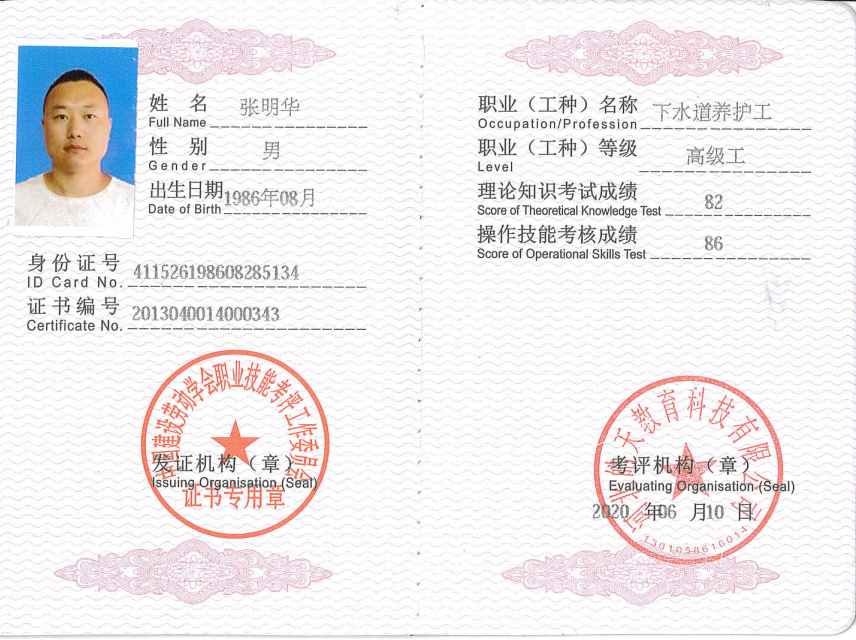 姓 名 张明华
Full Name
性 别 男
Gender
出生日期 1986年08月
Date of Birth
身份证号 411526198608285134
ID Card No.
证书编号 2013040014000343
Certificate No.
中国建设劳动学会职业技能考评工作委员会
发证机构（章）
Issuing Organisation (Seal)
证书专用章
职业（工种）名称 下水道养护工
Occupation/Profession
职业（工种）等级 高级工
Level
理论知识考试成绩 82
Score of Theoretical Knowledge Test
操作技能考核成绩 86
Score of Operational Skills Test
天教育科技有限公司
考评机构（章）
Evaluating Organisation (Seal)
2020 年06 月10 日
1301058616014